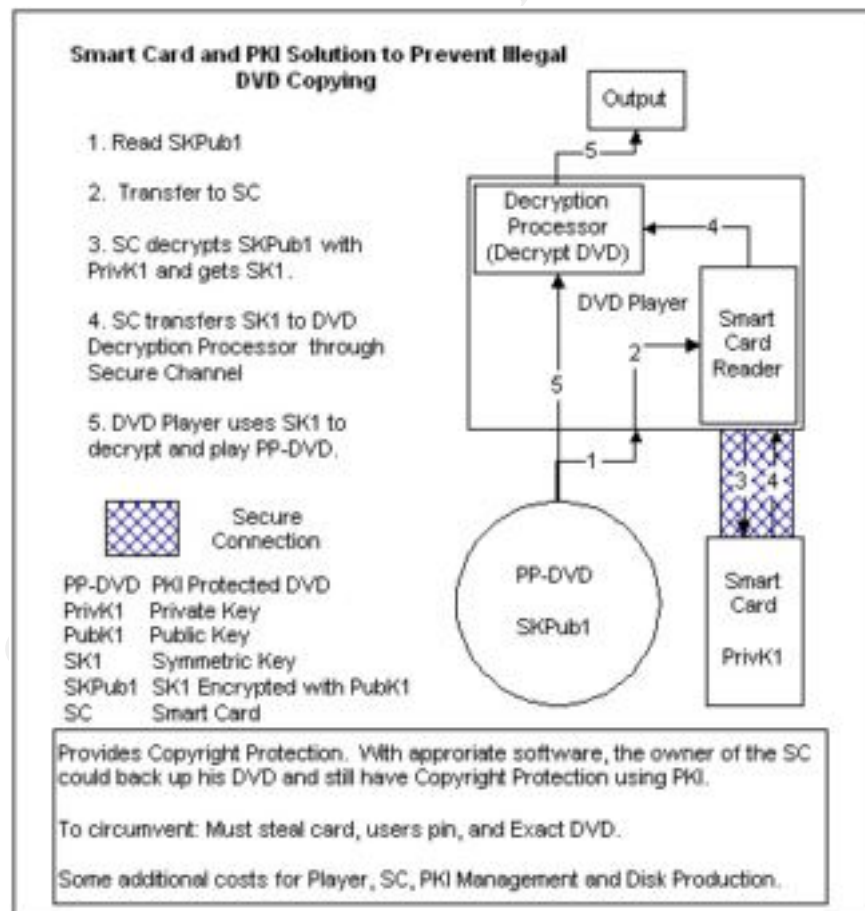 Smart Card and PKI Solution to Prevent Illegal
DVD Copying
1. Read SKPub1
2. Transfer to SC
3. SC decrypts SKPub1 with
PrivK1 and gets SK1.
4. SC transfers SK1 to DVD
Decryption Processor through
Secure Channel
5. DVD Player uses SK1 to
decrypt and play PP-DVD.
Secure
Connection
PP-DVD PKI Protected DVD
PrivK1 Private Key
PubK1 Public Key
SK1 Symmetric Key
SKPub1 SK1 Encrypted with PubK1
SC Smart Card
Output
5
Decryption
Processor
(Decrypt DVD)
4
DVD Player
Smart
Card
Reader
2
5
1
3 4
PP-DVD
SKPub1
Smart
Card
PrivK1
Provides Copyright Protection. With approriate software, the owner of the SC
could back up his DVD and still have Copyright Protection using PKI.
To circumvent: Must steal card, users pin, and Exact DVD.
Some additional costs for Player, SC, PKI Management and Disk Production.